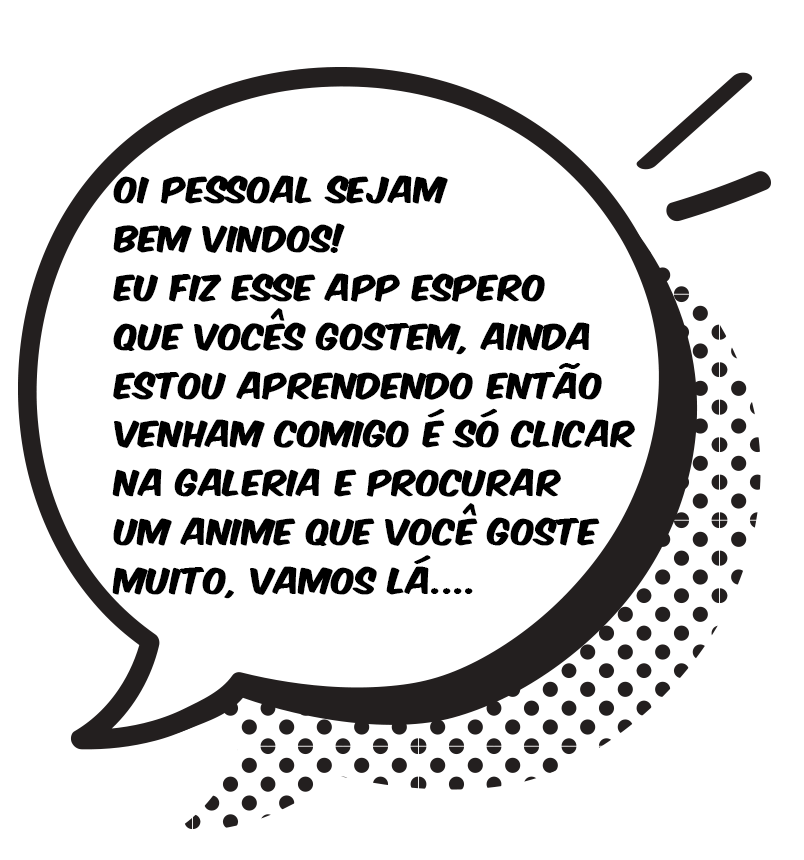 OI PESSOAL SEJAM
BEM VINDOS!
EU FIZ ESSE APP ESPERO
QUE VOCÊS GOSTEM, AINDA
ESTOU APRENDENDO ENTÃO
VENHAM COMIGO É SÓ CLICAR
NA GALERIA E PROCURAR
UM ANIME QUE VOCÊ GOSTE
MUITO, VAMOS LÁ....